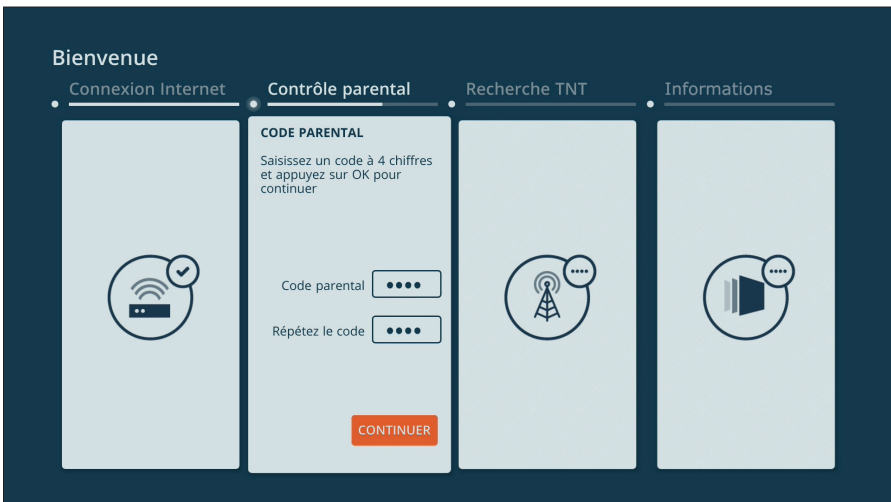 Bienvenue
Connexion Internet
Contrôle parental
Recherche TNT
Informations
CODE PARENTAL
Saisissez un code à 4 chiffres
et appuyez sur OK pour
continuer
Code parental ●●●●
Répétez le code ●●●●
CONTINUER